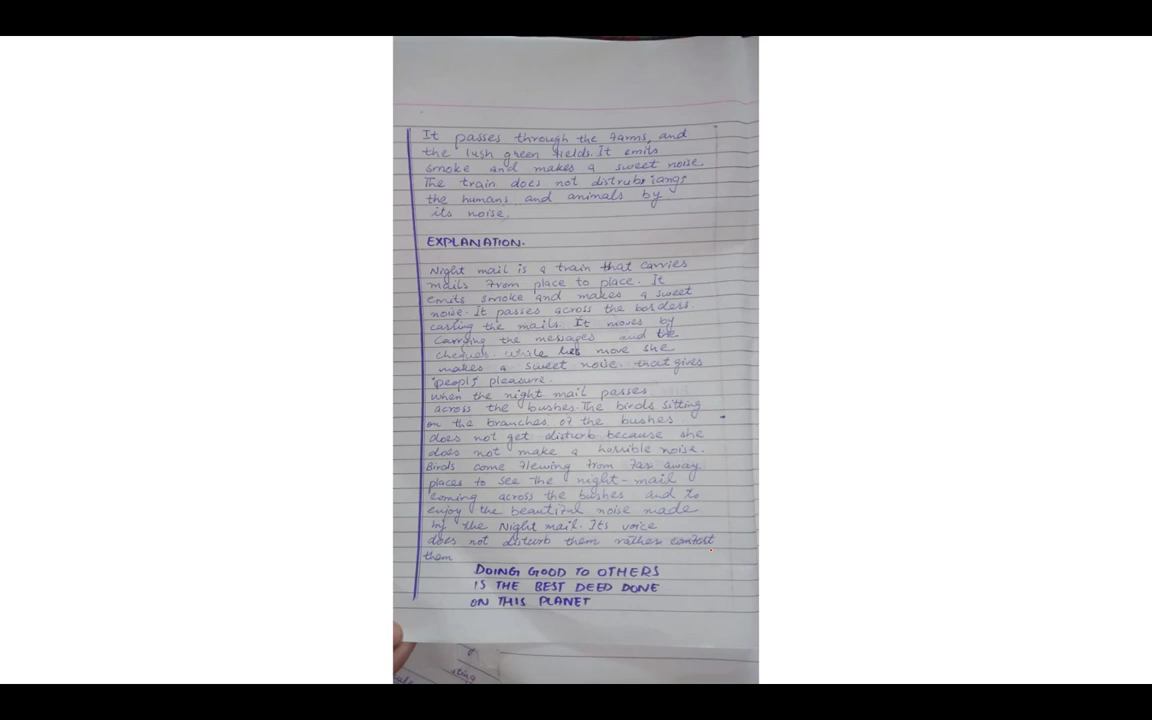 It passes through the farms, and
the lush green fields. It emits
smoke and makes a sweet noise.
The train does not distrub
the humans and animals by
its noise.
EXPLANATION.
Night mail is a train that carries
mails from place to place. It
emits smoke and makes a sweet
noise. It passes across the borders.
the mails. It moves by
Carrying the messages and the
cheques. While move she
makes a sweet noise. that gives
people pleasure.
when the night mail passes
across the bushes. The birds sitting
on the branches of the bushes
does not get disturb because she
does not make a horrible noise.
Birds come flewing from far away
places to see the night-mail
coming across the bushes and to
enjoy the beautiful noise made
by the Night mail. Its voice
does not disturb them rather comfort
them
DOING GOOD TO OTHERS
IS THE BEST DEED DONE
ON THIS PLANET